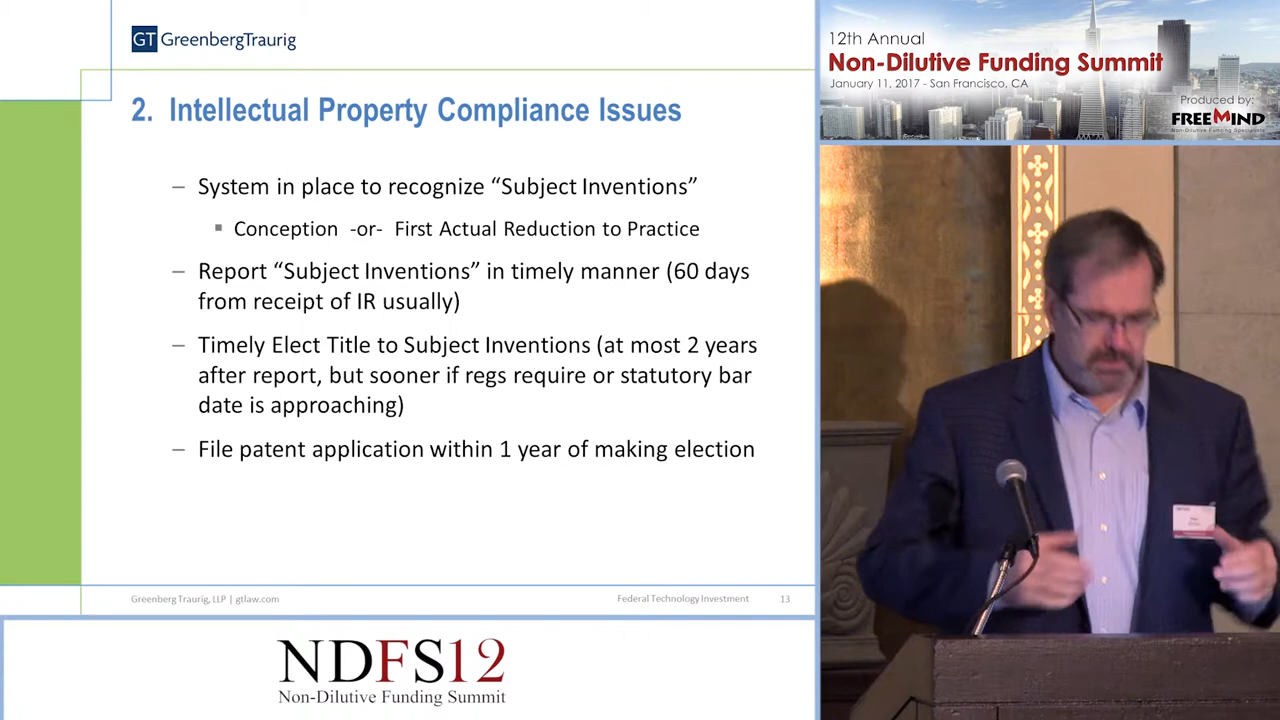 GT GreenbergTraurig
2. Intellectual Property Compliance Issues
– System in place to recognize “Subject Inventions”
▪ Conception -or- First Actual Reduction to Practice
– Report “Subject Inventions” in timely manner (60 days
from receipt of IR usually)
– Timely Elect Title to Subject Inventions (at most 2 years
after report, but sooner if regs require or statutory bar
date is approaching)
– File patent application within 1 year of making election
Greenberg Traurig, LLP | gtlaw.com
Federal Technology Investment 13
NDFS12
Non-Dilutive Funding Summit
12th Annual
Non-Dilutive Funding Summit
January 11, 2017 - San Francisco, CA
Produced by:
FREEMIND
Non-Dilutive Funding Specialists